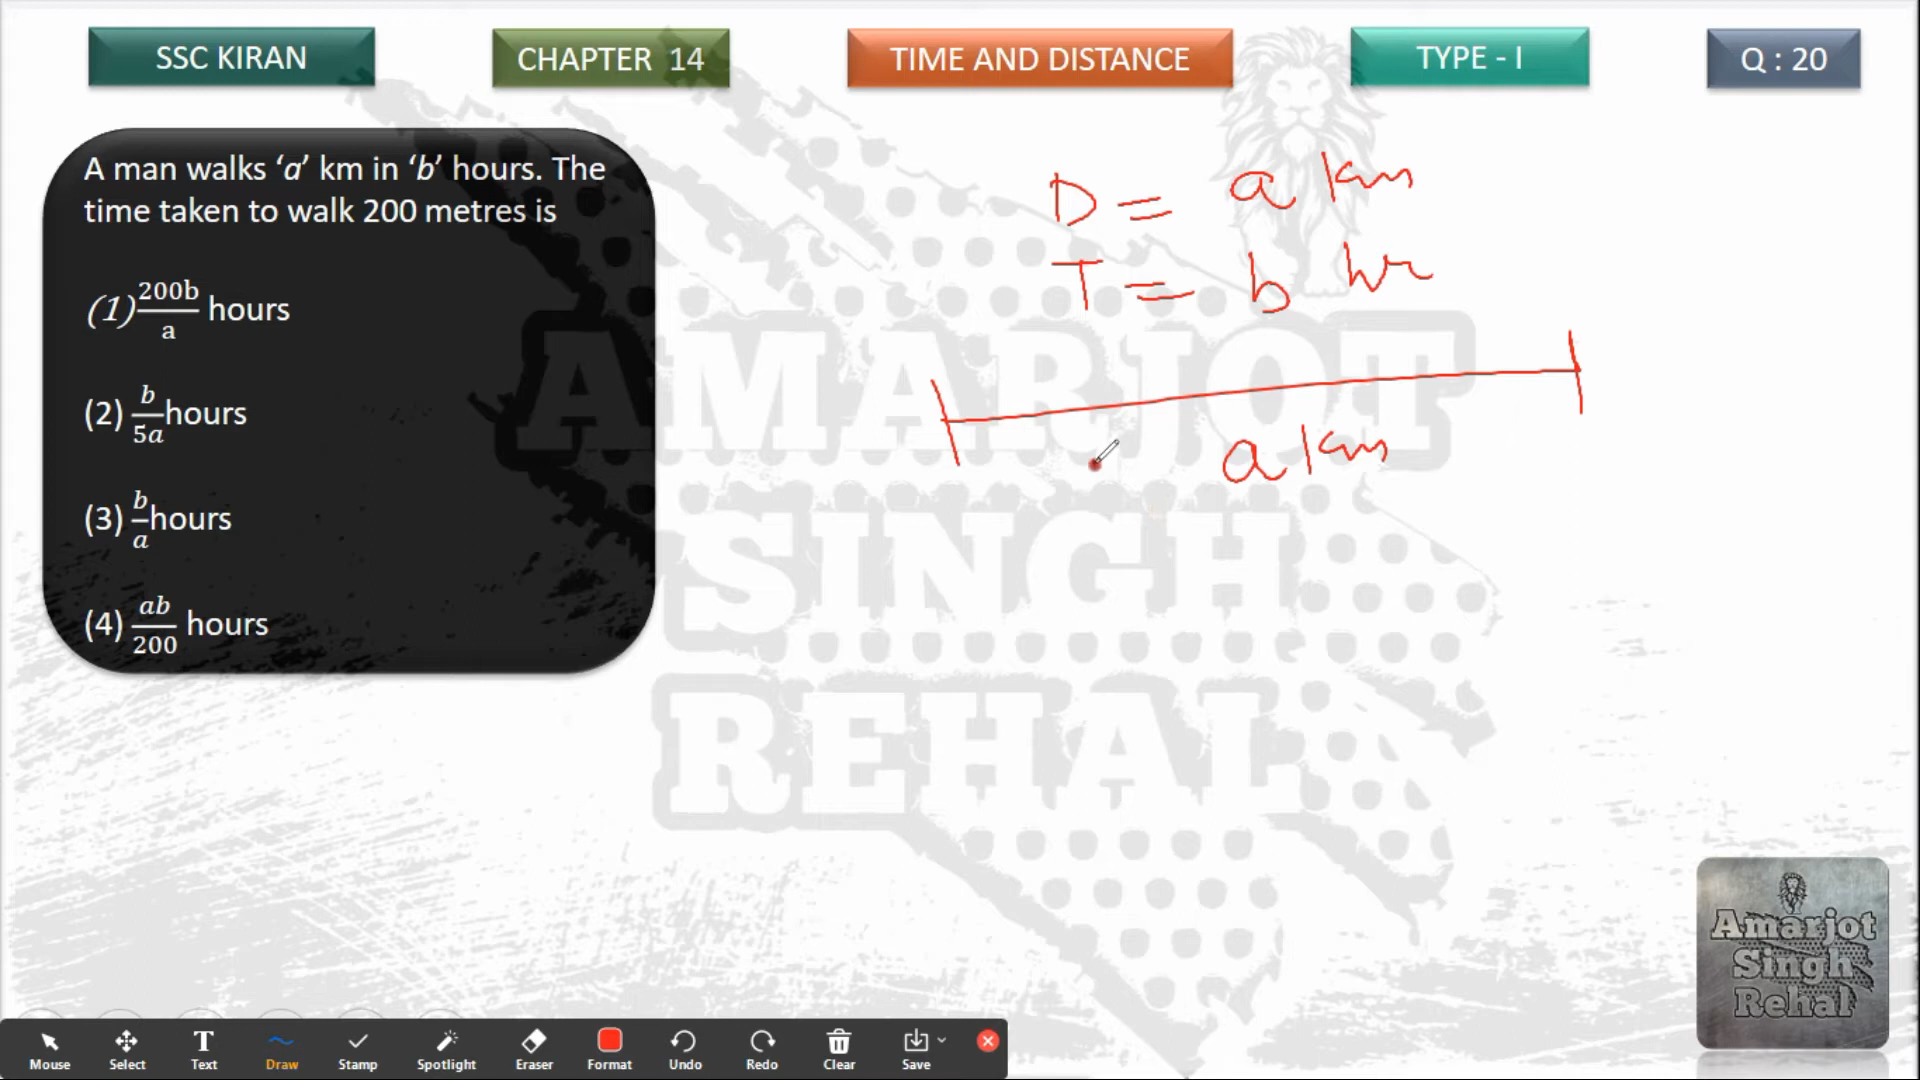 SSC KIRAN
CHAPTER 14
TIME AND DISTANCE
TYPE - I
Q : 20
A man walks ‘a’ km in ‘b’ hours. The
time taken to walk 200 metres is
(1) 200b/a hours
(2) b/5a hours
(3) b/a hours
(4) ab/200 hours
D = a km
T = b hr
a km
AMARJOT
SINGH
REHAL
Amarjot
Singh
Rehal
Mouse Select Text Draw Stamp Spotlight Eraser Format Undo Redo Clear Save